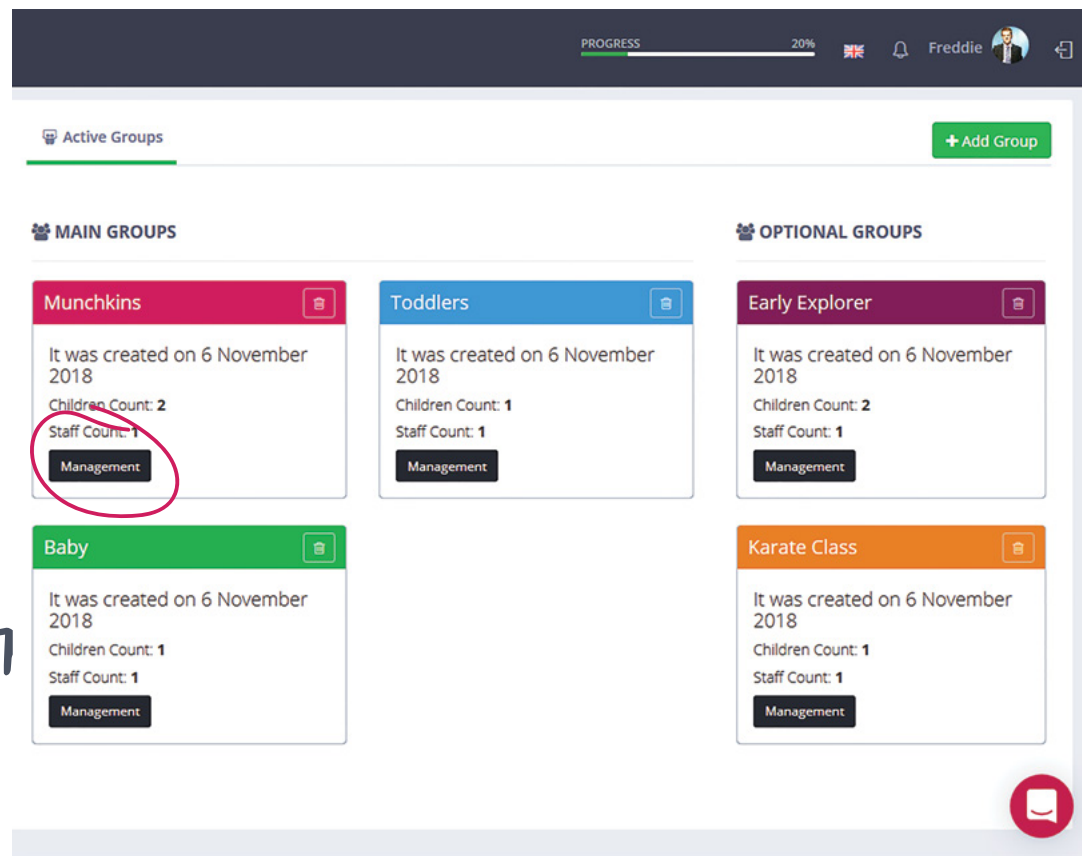 PROGRESS 20% Freddie
Active Groups
+ Add Group
MAIN GROUPS
OPTIONAL GROUPS
Munchkins
It was created on 6 November
2018
Children Count: 2
Staff Count: 1
Management
Toddlers
It was created on 6 November
2018
Children Count: 1
Staff Count: 1
Management
Early Explorer
It was created on 6 November
2018
Children Count: 2
Staff Count: 1
Management
Baby
It was created on 6 November
2018
Children Count: 1
Staff Count: 1
Management
Karate Class
It was created on 6 November
2018
Children Count: 1
Staff Count: 1
Management